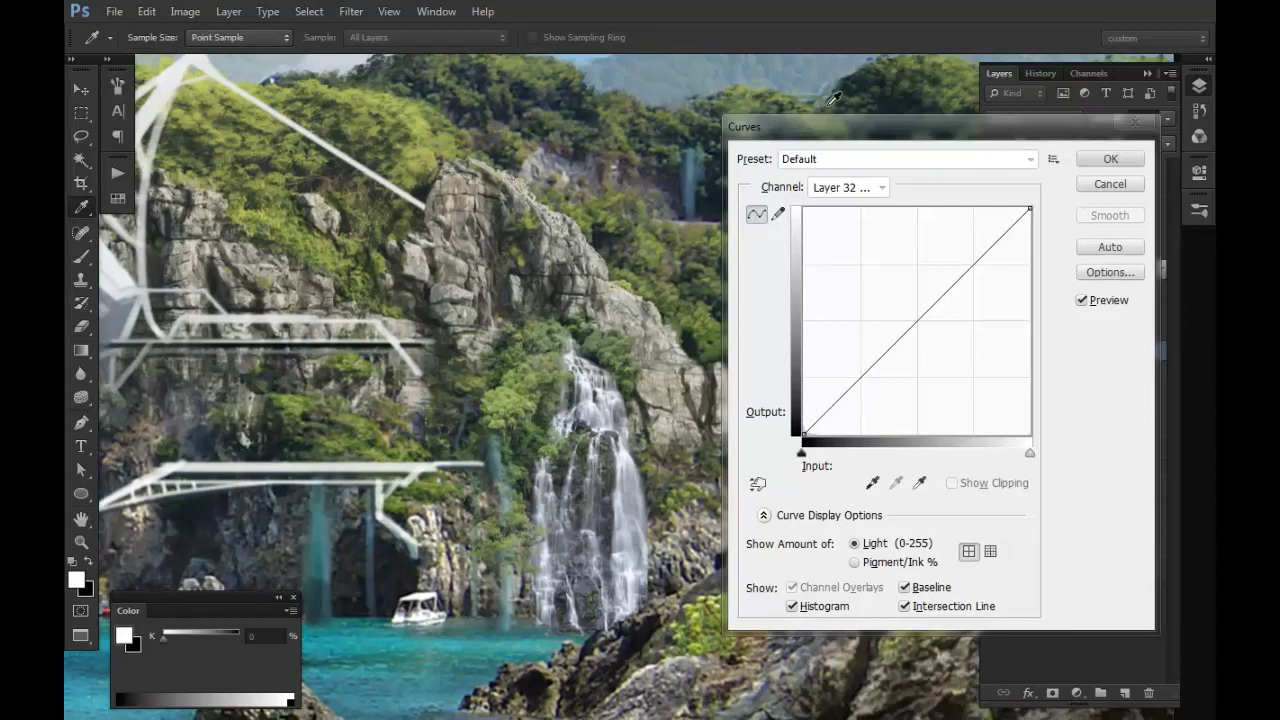 Ps File Edit Image Layer Type Select Filter View Window Help
Sample Size: Point Sample Sample: All Layers Show Sampling Ring custom
Layers History Channels
Kind
Curves
Preset: Default OK
Channel: Layer 32 ... Cancel
Smooth
Auto
Options...
Preview
Output:
Input:
Show Clipping
Curve Display Options
Show Amount of: Light (0-255)
Pigment/Ink %
Show: Channel Overlays Baseline
Histogram Intersection Line
Color
K 0 %
fx